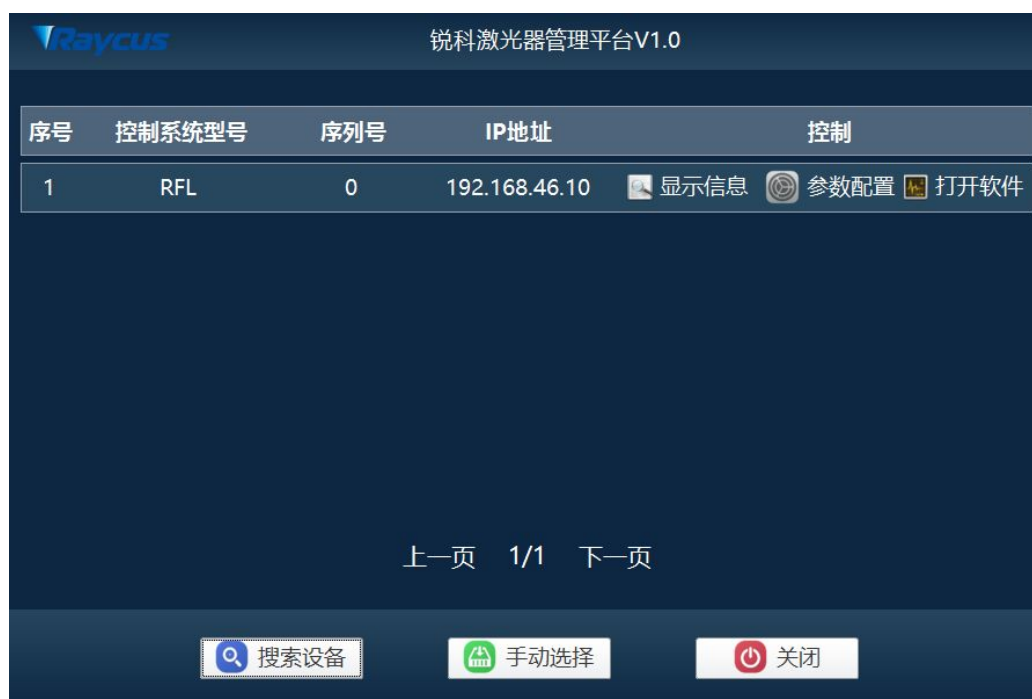 Raycus 锐科激光器管理平台V1.0
序号 控制系统型号 序列号 IP地址 控制
1 RFL 0 192.168.46.10 显示信息 参数配置 打开软件
上一页 1/1 下一页
搜索设备 手动选择 关闭